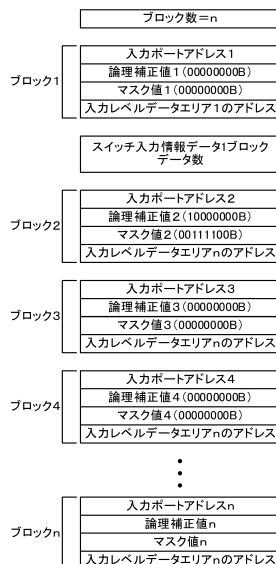 ブロック数=n
ブロック1
入力ポートアドレス1
論理補正値1(00000000B)
マスク値1(00000000B)
入力レベルデータエリア1のアドレス
スイッチ入力情報データ1ブロック
データ数
ブロック2
入力ポートアドレス2
論理補正値2(10000000B)
マスク値2(00111100B)
入力レベルデータエリアnのアドレス
ブロック3
入力ポートアドレス3
論理補正値3(00000000B)
マスク値3(00000000B)
入力レベルデータエリアnのアドレス
ブロック4
入力ポートアドレス4
論理補正値4(00000000B)
マスク値4(00000000B)
入力レベルデータエリアnのアドレス
ブロックn
入力ポートアドレスn
論理補正値n
マスク値n
入力レベルデータエリアnのアドレス